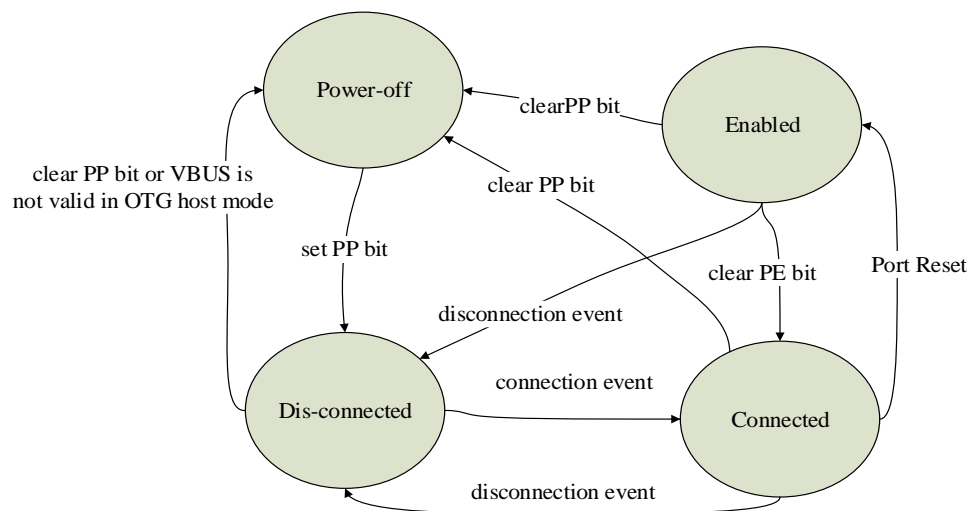 Power-off
Enabled
clearPP bit
clear PP bit or VBUS is
not valid in OTG host mode
clear PP bit
set PP bit
clear PE bit
Port Reset
disconnection event
connection event
Dis-connected
Connected
disconnection event